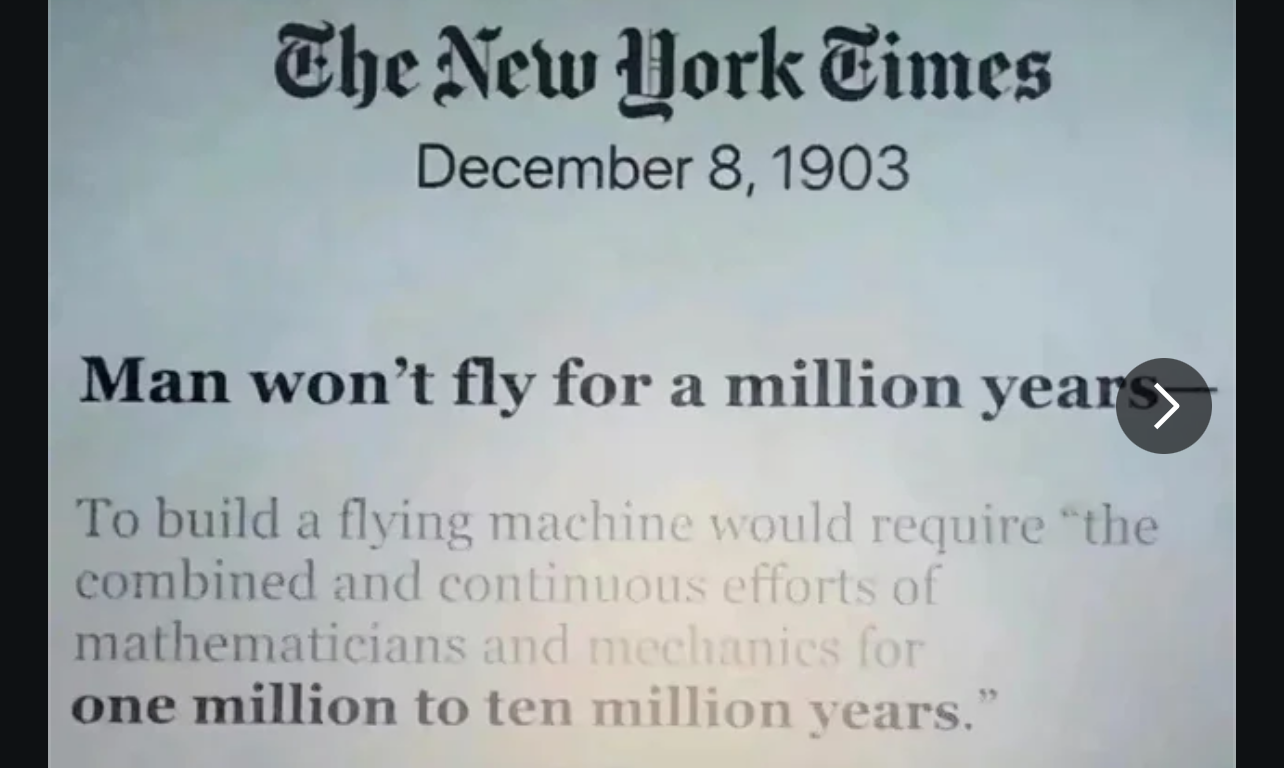 The New York Times
December 8, 1903
Man won't fly for a million years—
To build a flying machine would require “the
combined and continuous efforts of
mathematicians and mechanics for
one million to ten million years.”